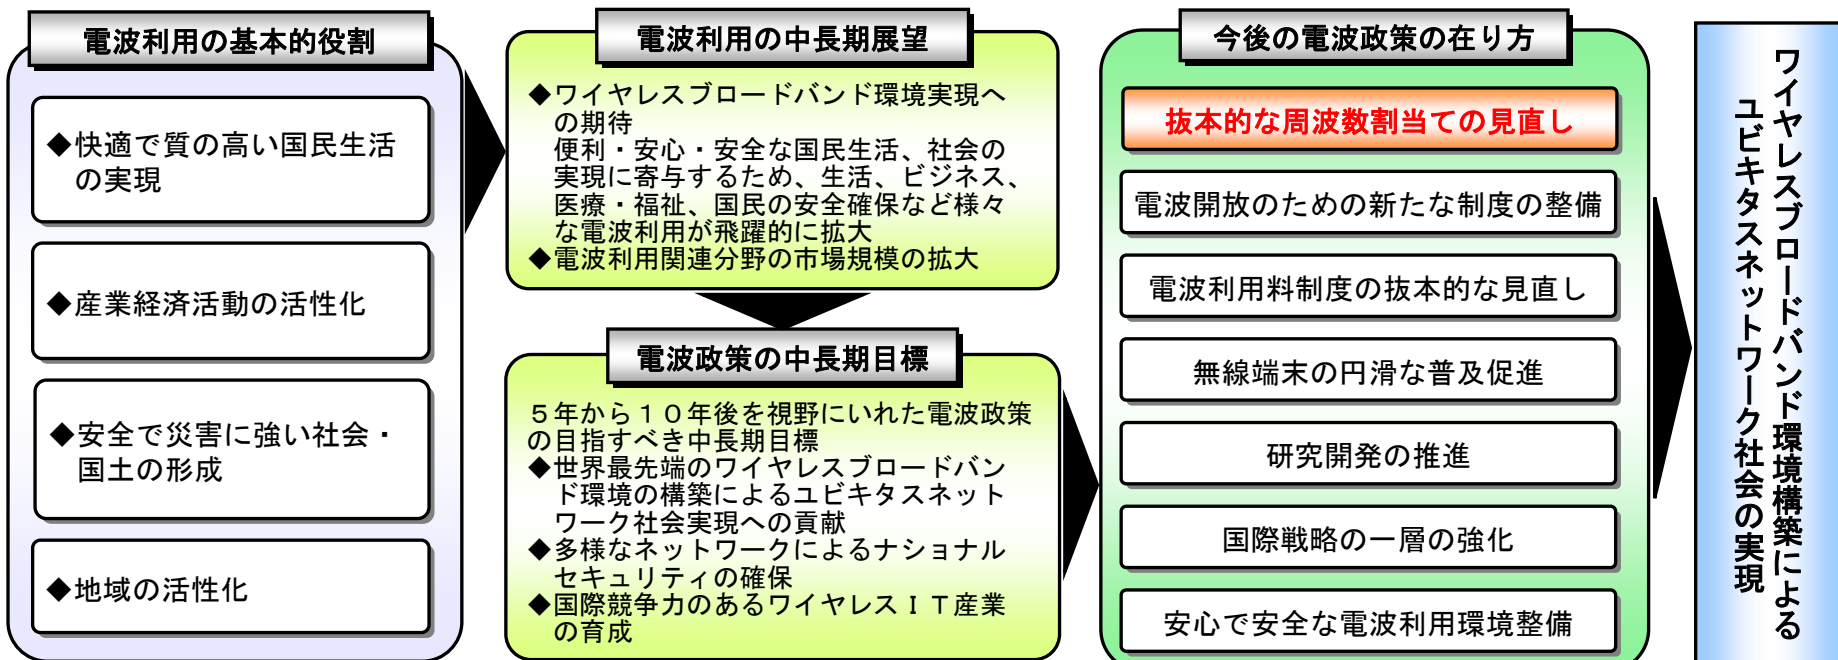 電波利用の基本的役割
◆快適で質の高い国民生活
の実現
◆産業経済活動の活性化
◆安全で災害に強い社会・
国土の形成
◆地域の活性化
電波利用の中長期展望
◆ワイヤレスブロードバンド環境実現へ
の期待
便利・安心・安全な国民生活、社会の
実現に寄与するため、生活、ビジネス、
医療・福祉、国民の安全確保など様々
な電波利用が飛躍的に拡大
◆電波利用関連分野の市場規模の拡大
電波政策の中長期目標
５年から１０年後を視野にいれた電波政策
の目指すべき中長期目標
◆世界最先端のワイヤレスブロードバン
ド環境の構築によるユビキタスネット
ワーク社会実現への貢献
◆多様なネットワークによるナショナル
セキュリティの確保
◆国際競争力のあるワイヤレスＩＴ産業
の育成
今後の電波政策の在り方
抜本的な周波数割当ての見直し
電波開放のための新たな制度の整備
電波利用料制度の抜本的な見直し
無線端末の円滑な普及促進
研究開発の推進
国際戦略の一層の強化
安心で安全な電波利用環境整備
ワイヤレスブロードバンド環境構築による
ユビキタスネットワーク社会の実現